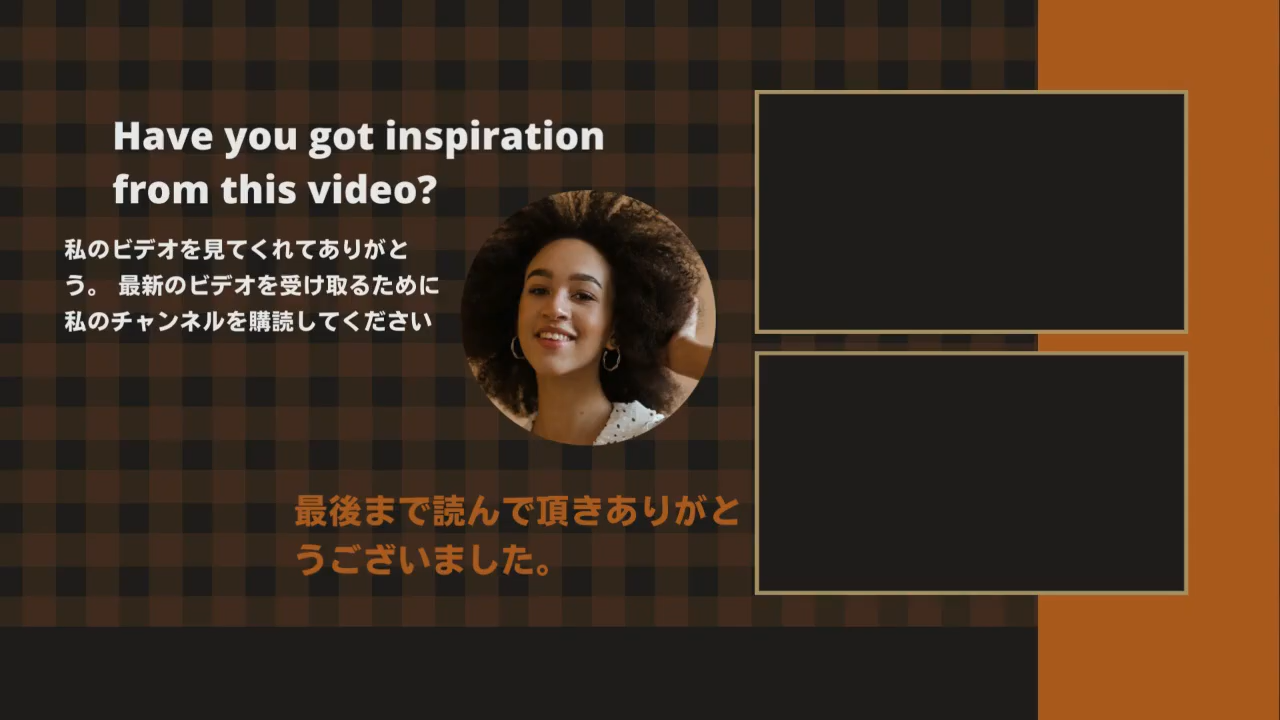 Have you got inspiration
from this video?
私のビデオを見てくれてありがと
う。 最新のビデオを受け取るために
私のチャンネルを購読してください
最後まで読んで頂きありがと
うございました。